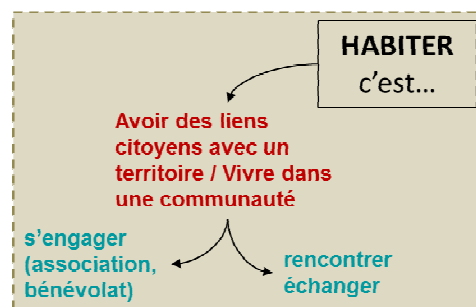 HABITER
c’est...
Avoir des liens
citoyens avec un
territoire / Vivre dans
une communauté
s’engager
(association,
bénévolat)
rencontrer
échanger